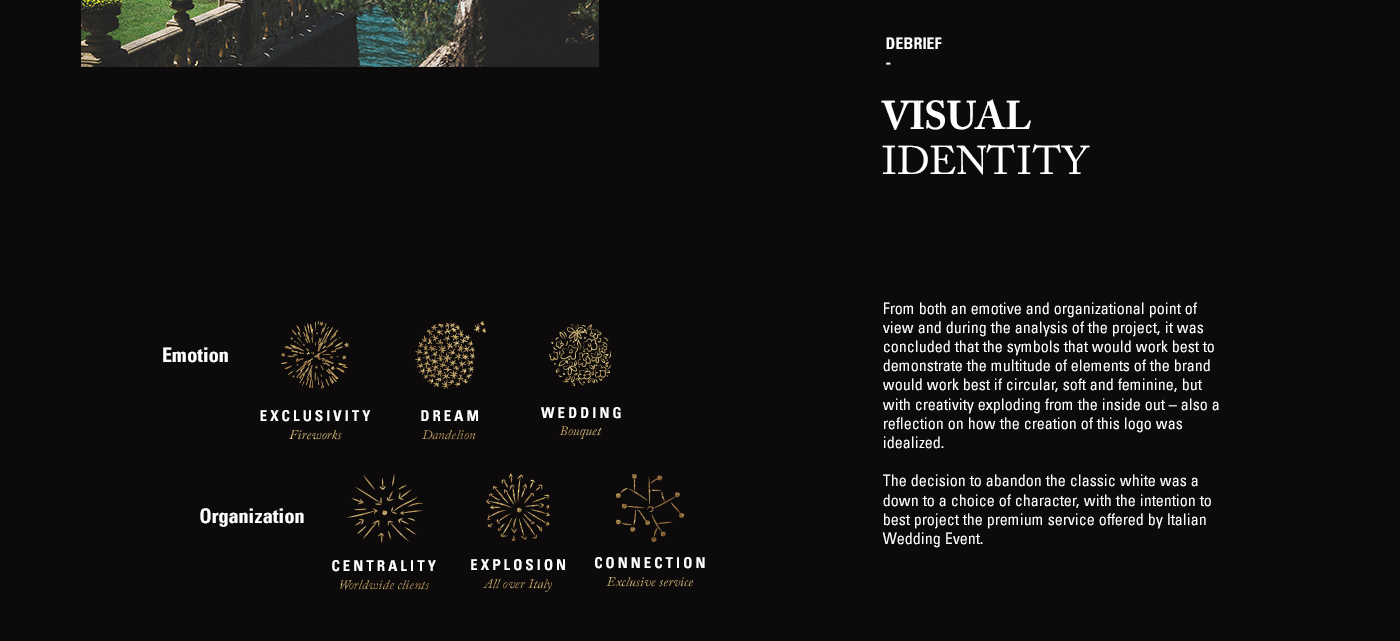 DEBRIEF
-
VISUAL
IDENTITY
Emotion
EXCLUSIVITY
Fireworks
DREAM
Dandelion
WEDDING
Bouquet
Organization
CENTRALITY
Worldwide clients
EXPLOSION
All over Italy
CONNECTION
Exclusive service
From both an emotive and organizational point of
view and during the analysis of the project, it was
concluded that the symbols that would work best to
demonstrate the multitude of elements of the brand
would work best if circular, soft and feminine, but
with creativity exploding from the inside out – also a
reflection on how the creation of this logo was
idealized.
The decision to abandon the classic white was a
down to a choice of character, with the intention to
best project the premium service offered by Italian
Wedding Event.